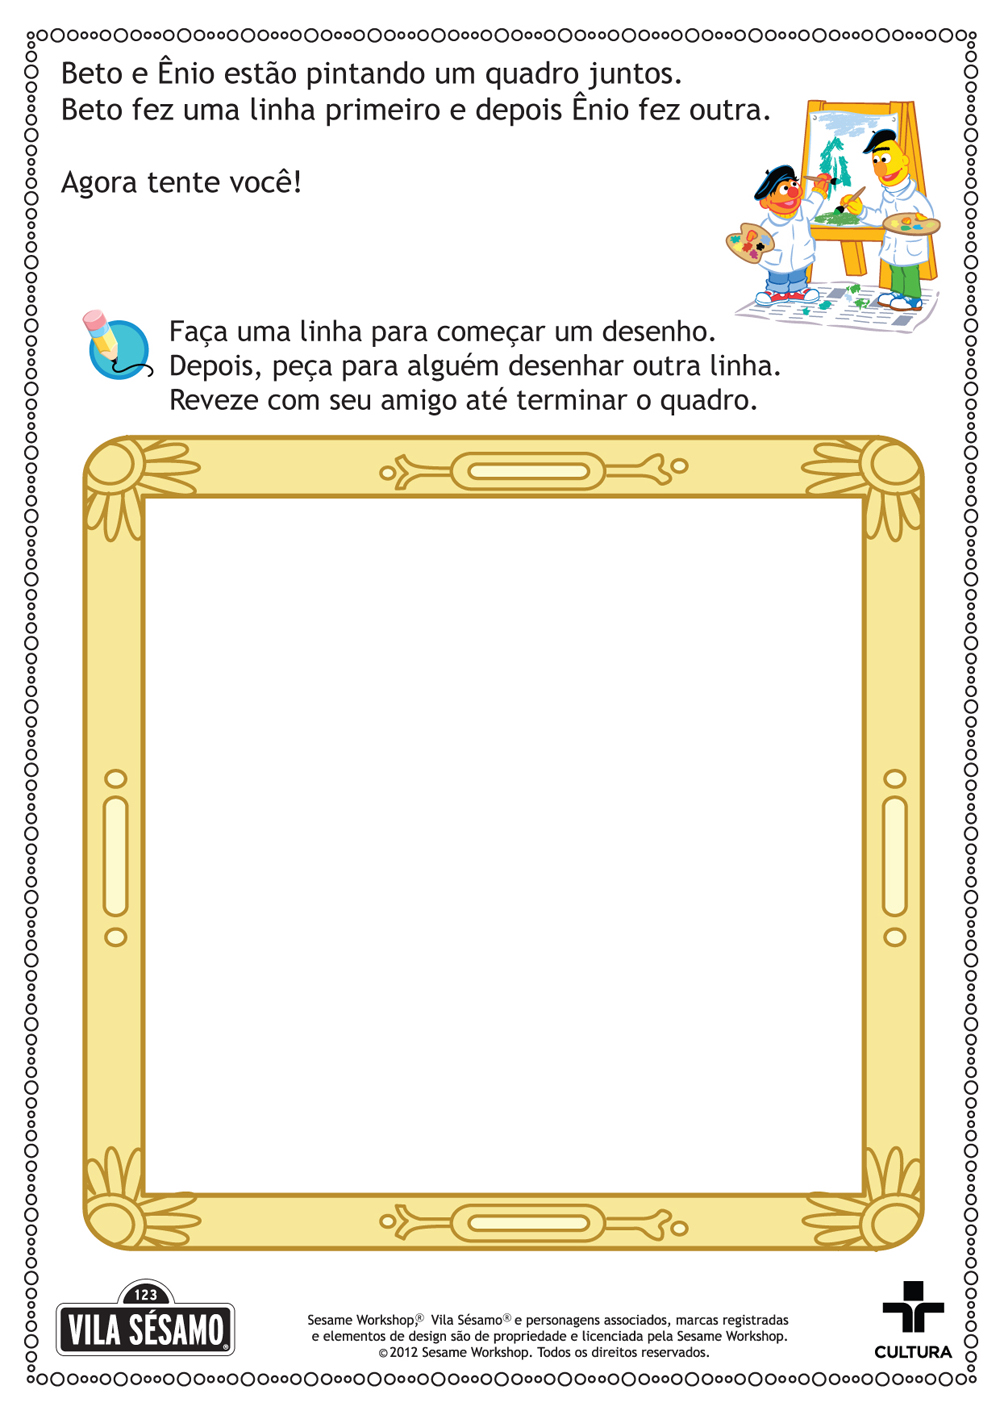 Beto e Ênio estão pintando um quadro juntos.
Beto fez uma linha primeiro e depois Ênio fez outra.
Agora tente você!
Faça uma linha para começar um desenho.
Depois, peça para alguém desenhar outra linha.
Reveze com seu amigo até terminar o quadro.
123
VILA SÉSAMO®
Sesame Workshop,® Vila Sésamo® e personagens associados, marcas registradas
e elementos de design são de propriedade e licenciada pela Sesame Workshop.
©2012 Sesame Workshop. Todos os direitos reservados.
CULTURA